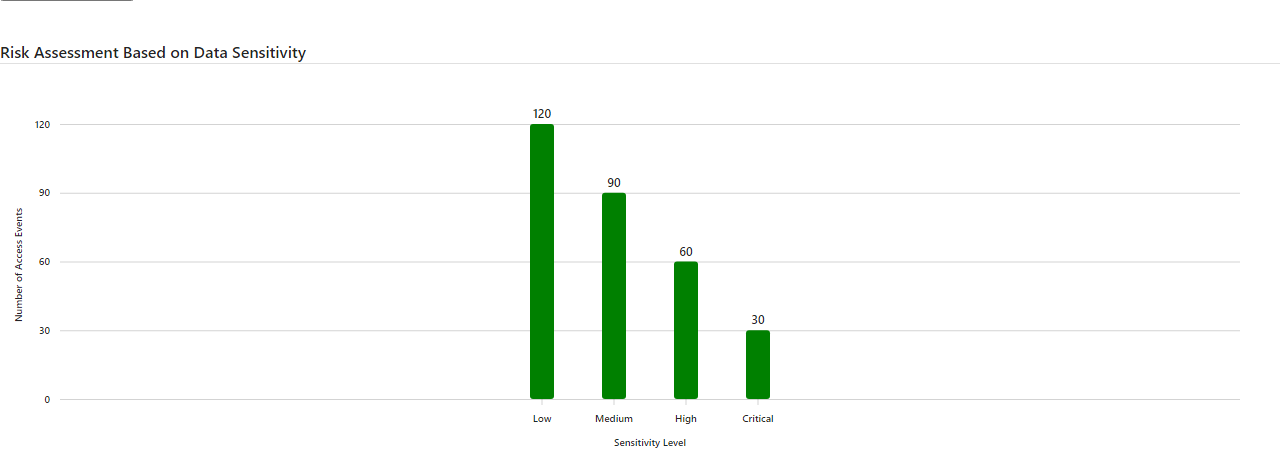 Risk Assessment Based on Data Sensitivity
120
90
60
30
120
90
60
30
0
Number of Access Events
Low
Medium
High
Critical
Sensitivity Level